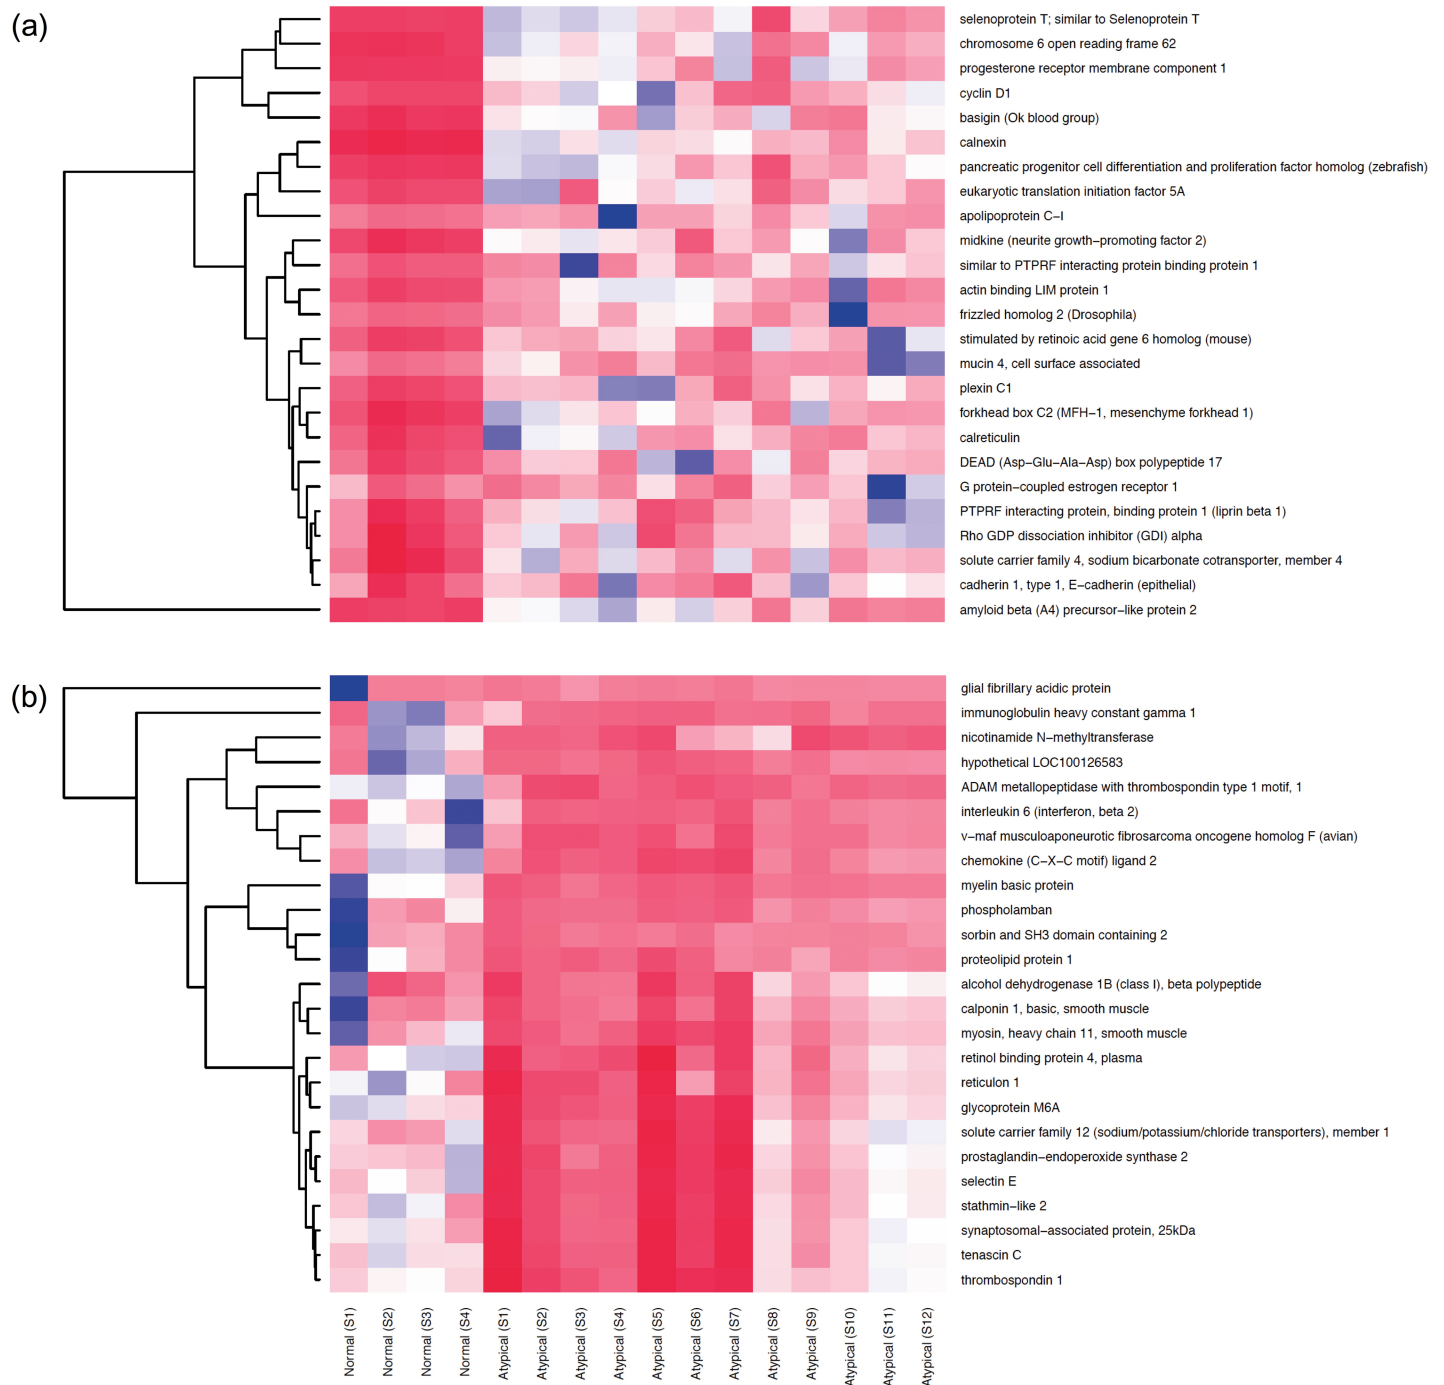 (a)
selenoprotein T; similar to Selenoprotein T
chromosome 6 open reading frame 62
progesterone receptor membrane component 1
cyclin D1
basigin (Ok blood group)
calnexin
pancreatic progenitor cell differentiation and proliferation factor homolog (zebrafish)
eukaryotic translation initiation factor 5A
apolipoprotein C−I
midkine (neurite growth−promoting factor 2)
similar to PTPRF interacting protein binding protein 1
actin binding LIM protein 1
frizzled homolog 2 (Drosophila)
stimulated by retinoic acid gene 6 homolog (mouse)
mucin 4, cell surface associated
plexin C1
forkhead box C2 (MFH−1, mesenchyme forkhead 1)
calreticulin
DEAD (Asp−Glu−Ala−Asp) box polypeptide 17
G protein−coupled estrogen receptor 1
PTPRF interacting protein, binding protein 1 (liprin beta 1)
Rho GDP dissociation inhibitor (GDI) alpha
solute carrier family 4, sodium bicarbonate cotransporter, member 4
cadherin 1, type 1, E−cadherin (epithelial)
amyloid beta (A4) precursor−like protein 2
(b)
glial fibrillary acidic protein
immunoglobulin heavy constant gamma 1
nicotinamide N−methyltransferase
hypothetical LOC100126583
ADAM metallopeptidase with thrombospondin type 1 motif, 1
interleukin 6 (interferon, beta 2)
v−maf musculoaponeurotic fibrosarcoma oncogene homolog F (avian)
chemokine (C−X−C motif) ligand 2
myelin basic protein
phospholamban
sorbin and SH3 domain containing 2
proteolipid protein 1
alcohol dehydrogenase 1B (class I), beta polypeptide
calponin 1, basic, smooth muscle
myosin, heavy chain 11, smooth muscle
retinol binding protein 4, plasma
reticulon 1
glycoprotein M6A
solute carrier family 12 (sodium/potassium/chloride transporters), member 1
prostaglandin−endoperoxide synthase 2
selectin E
stathmin−like 2
synaptosomal−associated protein, 25kDa
tenascin C
thrombospondin 1
Normal (S1)
Normal (S2)
Normal (S3)
Normal (S4)
Atypical (S1)
Atypical (S2)
Atypical (S3)
Atypical (S4)
Atypical (S5)
Atypical (S6)
Atypical (S7)
Atypical (S8)
Atypical (S9)
Atypical (S10)
Atypical (S11)
Atypical (S12)